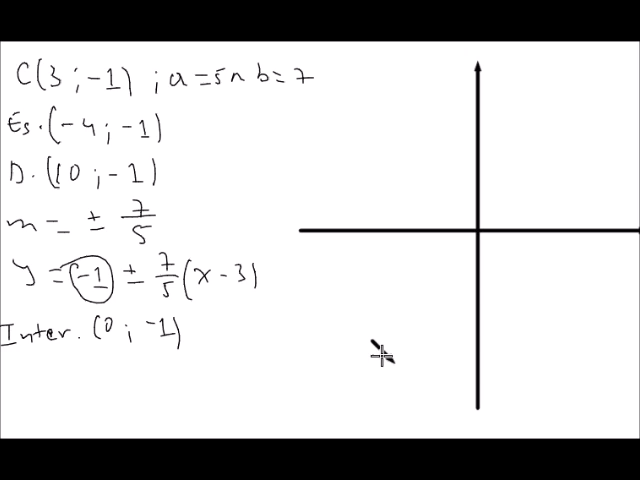 C(3 ; -1) ; a = 5 ∧ b = 7
Es. (-4 ; -1)
D. (10 ; -1)
m = ± 7/5
y = -1 ± 7/5 (x - 3)
Inter. (0 ; -1)